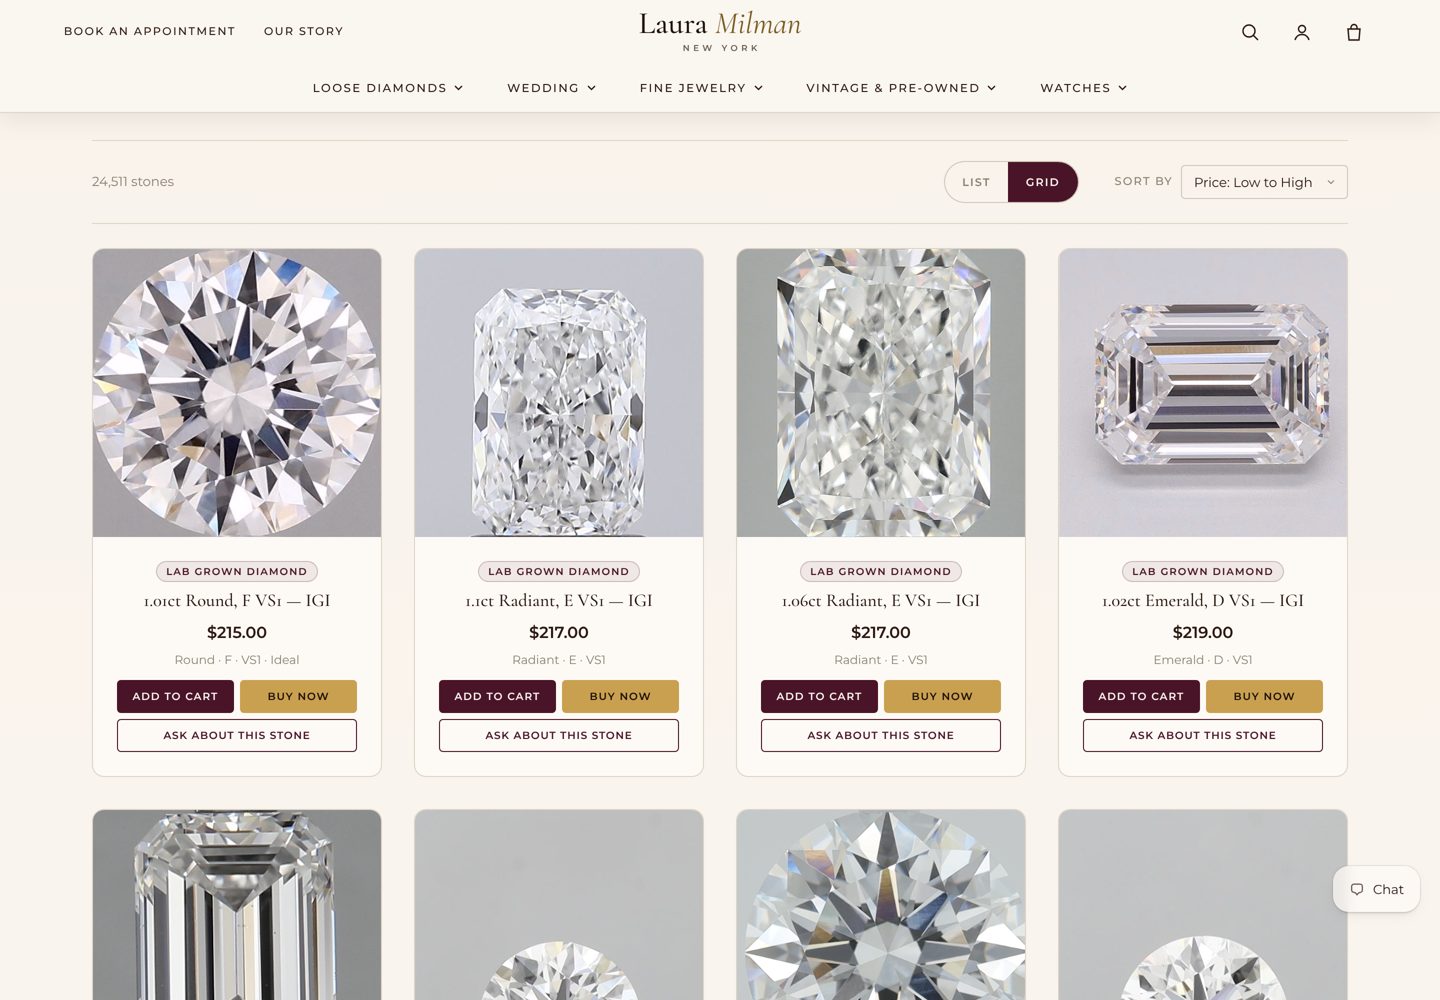 BOOK AN APPOINTMENT
OUR STORY
Laura Milman
NEW YORK
LOOSE DIAMONDS
WEDDING
FINE JEWELRY
VINTAGE & PRE-OWNED
WATCHES
24,511 stones
LIST
GRID
SORT BY
Price: Low to High
LAB GROWN DIAMOND
1.01ct Round, F VS1 — IGI
$215.00
Round · F · VS1 · Ideal
ADD TO CART
BUY NOW
ASK ABOUT THIS STONE
LAB GROWN DIAMOND
1.1ct Radiant, E VS1 — IGI
$217.00
Radiant · E · VS1
ADD TO CART
BUY NOW
ASK ABOUT THIS STONE
LAB GROWN DIAMOND
1.06ct Radiant, E VS1 — IGI
$217.00
Radiant · E · VS1
ADD TO CART
BUY NOW
ASK ABOUT THIS STONE
LAB GROWN DIAMOND
1.02ct Emerald, D VS1 — IGI
$219.00
Emerald · D · VS1
ADD TO CART
BUY NOW
ASK ABOUT THIS STONE
Chat